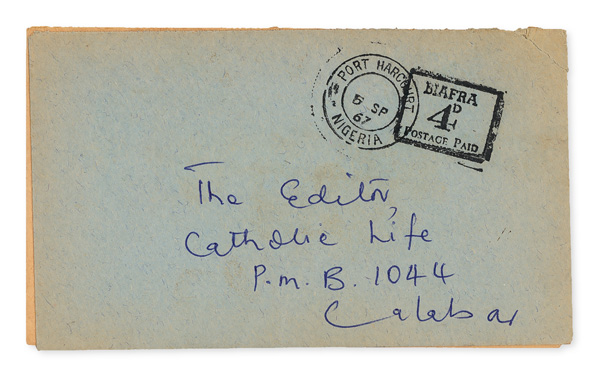 PORT HARCOURT
5 SP
67
NIGERIA
BIAFRA
4D
POSTAGE PAID
The Editor,
Catholic Life
P.M.B. 1044
Calabar